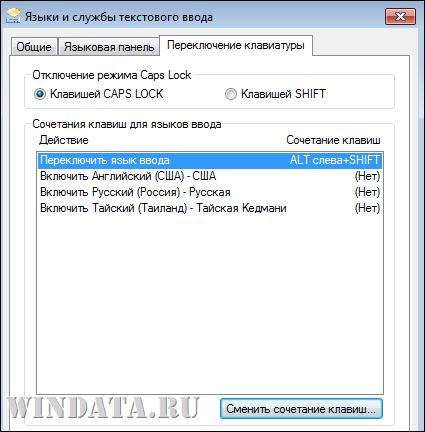 Языки и службы текстового ввода
Общие Языковая панель Переключение клавиатуры
Отключение режима Caps Lock
Клавишей CAPS LOCK Клавишей SHIFT
Сочетания клавиш для языков ввода
Действие Сочетание клавиш
Переключить язык ввода ALT слева+SHIFT
Включить Английский (США) - США (Нет)
Включить Русский (Россия) - Русская (Нет)
Включить Тайский (Таиланд) - Тайская Кедмани (Нет)
Сменить сочетание клавиш...
WINDATA.RU